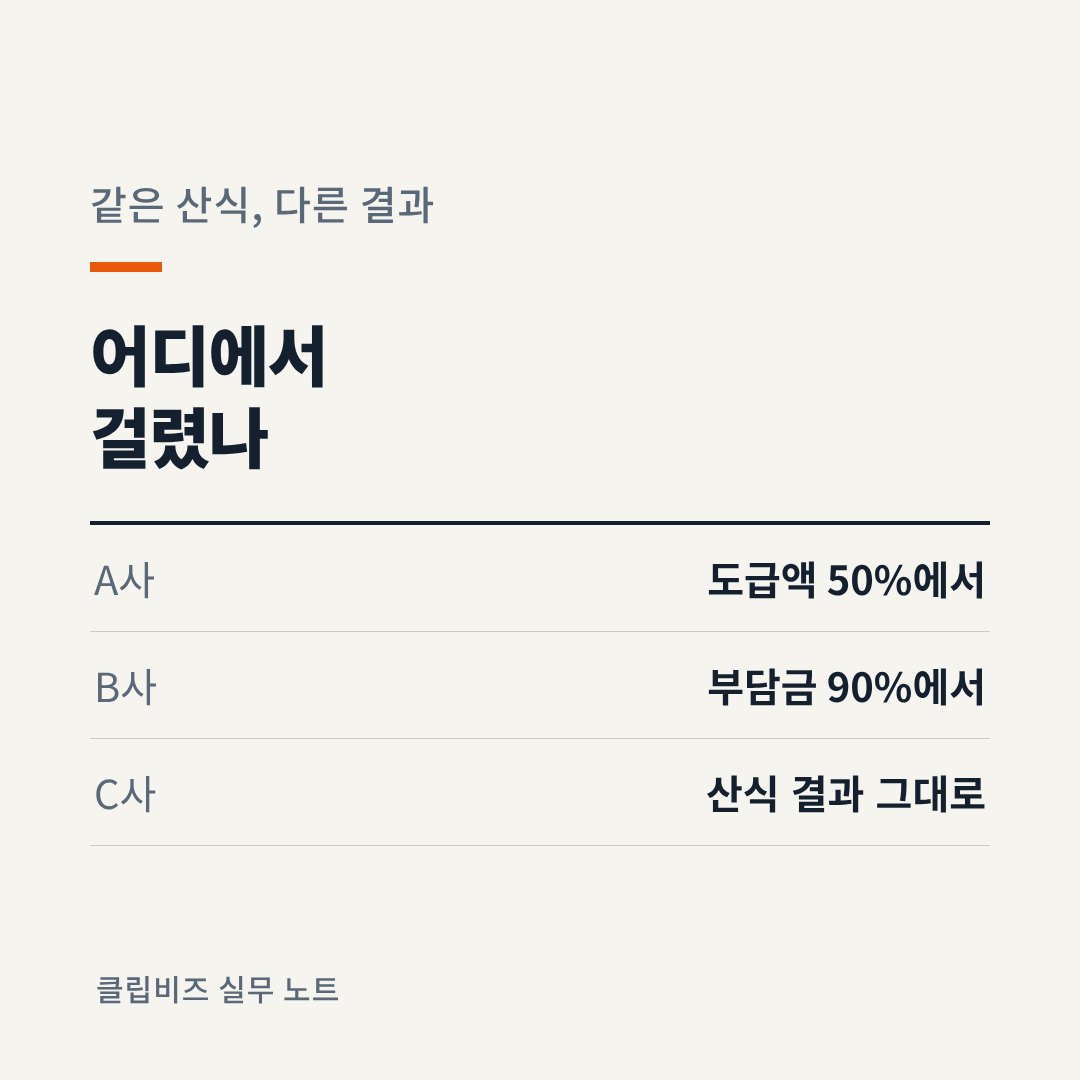 같은 산식, 다른 결과
어디에서
걸렸나
A사 도급액 50%에서
B사 부담금 90%에서
C사 산식 결과 그대로
클립비즈 실무 노트